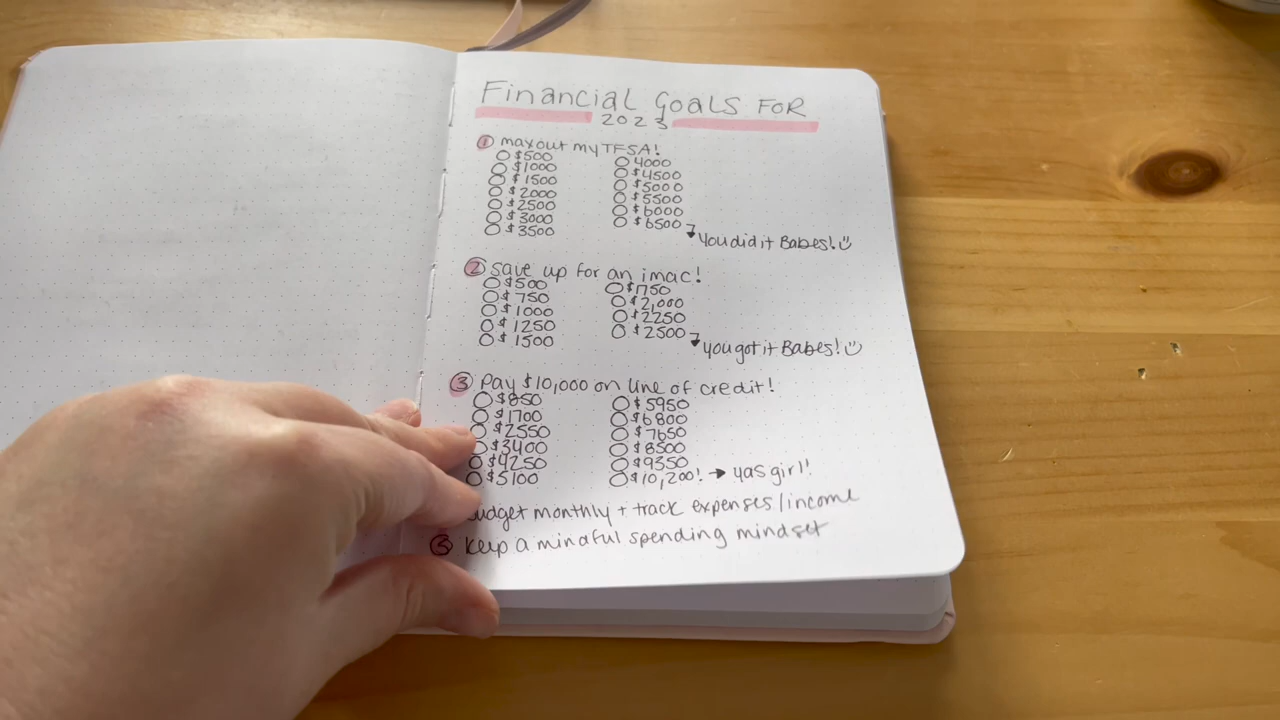 Financial Goals For
2023
① max out my TFSA!
○ $500 ○ 4000
○ $1000 ○ $4500
○ $1500 ○ $5000
○ $2000 ○ $5500
○ $2500 ○ $6000
○ $3000 ○ $6500
○ $3500
→ You did it Babes! ☺
② Save up for an imac!
○ $500 ○ $1750
○ $750 ○ $2,000
○ $1000 ○ $2250
○ $1250 ○ $2500
○ $1500
→ you got it Babes! ☺
③ Pay $10,000 on line of credit!
○ $850 ○ $5950
○ $1700 ○ $6800
○ $2550 ○ $7650
○ $3400 ○ $8500
○ $4250 ○ $9350
○ $5100 ○ $10,200! → yas girl!
monthly + track expenses/income
⑤ keep a mindful spending mindset